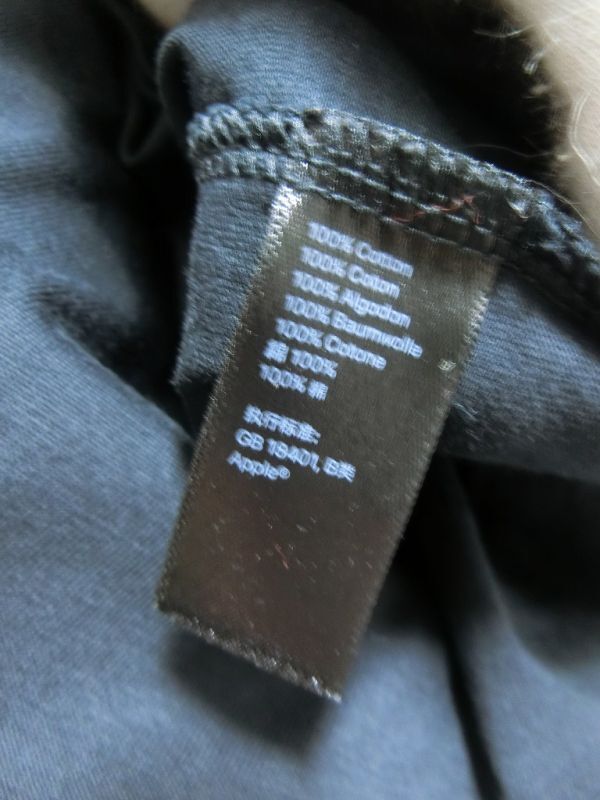 100% Cotton
100% Coton
100% Algodon
100% Baumwolle
100% Cotone
綿 100%
100% 棉
执行标准:
GB 18401, B类
Apple®